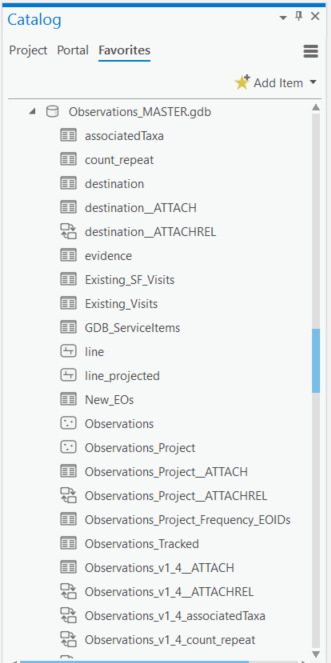 Catalog
Project Portal Favorites
Add Item
Observations_MASTER.gdb
associatedTaxa
count_repeat
destination
destination__ATTACH
destination__ATTACHREL
evidence
Existing_SF_Visits
Existing_Visits
GDB_ServiceItems
line
line_projected
New_EOs
Observations
Observations_Project
Observations_Project__ATTACH
Observations_Project__ATTACHREL
Observations_Project_Frequency_EOIDs
Observations_Tracked
Observations_v1_4__ATTACH
Observations_v1_4__ATTACHREL
Observations_v1_4_associatedTaxa
Observations_v1_4_count_repeat